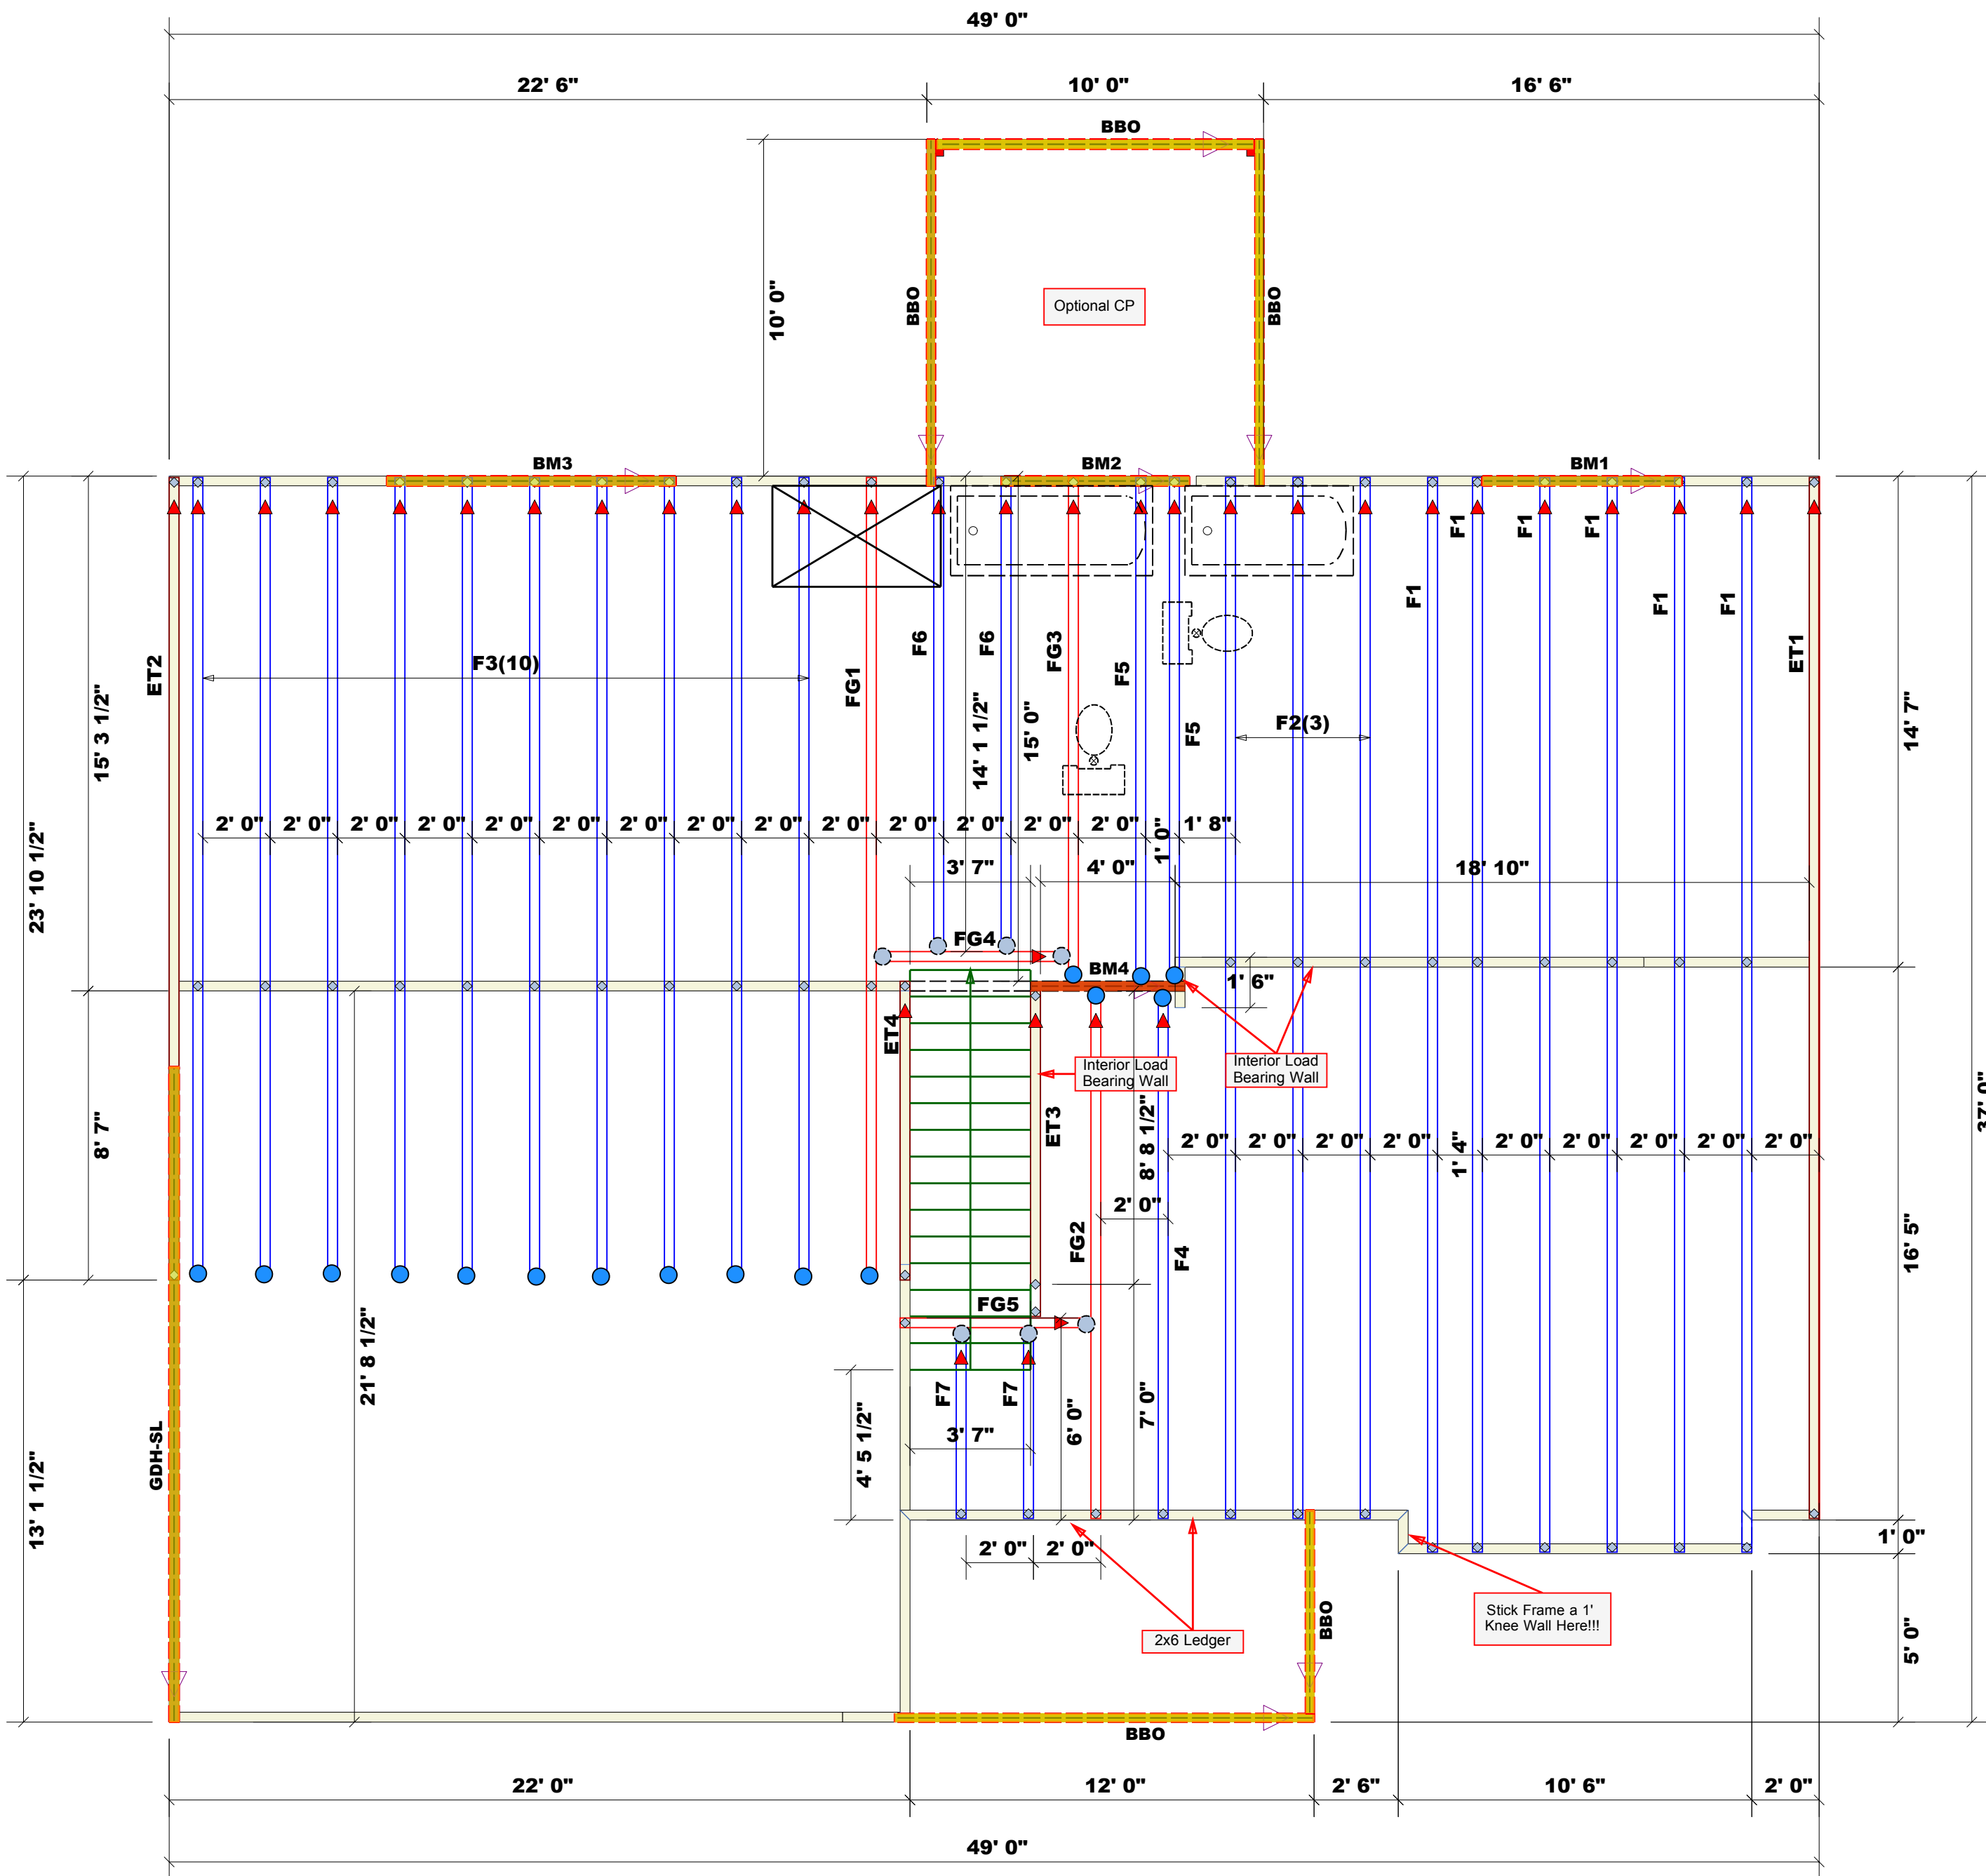 49' 0"
22' 6"
10' 0"
16' 6"
BBO
10' 0"
BBO
Optional CP
BBO
BM3
BM2
BM1
F1
F1
F1
F1
F1
F1
ET2
F3(10)
FG1
F6
F6
FG3
F5
F5
F2(3)
ET1
15' 3 1/2"
14' 1 1/2"
15' 0"
14' 7"
23' 10 1/2"
2' 0"
2' 0"
2' 0"
2' 0"
2' 0"
2' 0"
2' 0"
2' 0"
2' 0"
2' 0"
2' 0"
2' 0"
2' 0"
2' 0"
1' 0"
1' 8"
3' 7"
4' 0"
18' 10"
FG4
BM4
1' 6"
ET4
Interior Load
Bearing Wall
Interior Load
Bearing Wall
37' 0"
8' 7"
ET3
8' 8 1/2"
2' 0"
2' 0"
2' 0"
2' 0"
1' 4"
2' 0"
2' 0"
2' 0"
2' 0"
2' 0"
2' 0"
FG2
F4
16' 5"
FG5
21' 8 1/2"
F7
F7
6' 0"
7' 0"
3' 7"
4' 5 1/2"
GDH-SL
13' 1 1/2"
2' 0"
2' 0"
1' 0"
BBO
Stick Frame a 1'
Knee Wall Here!!!
2x6 Ledger
5' 0"
BBO
22' 0"
12' 0"
2' 6"
10' 6"
2' 0"
49' 0"